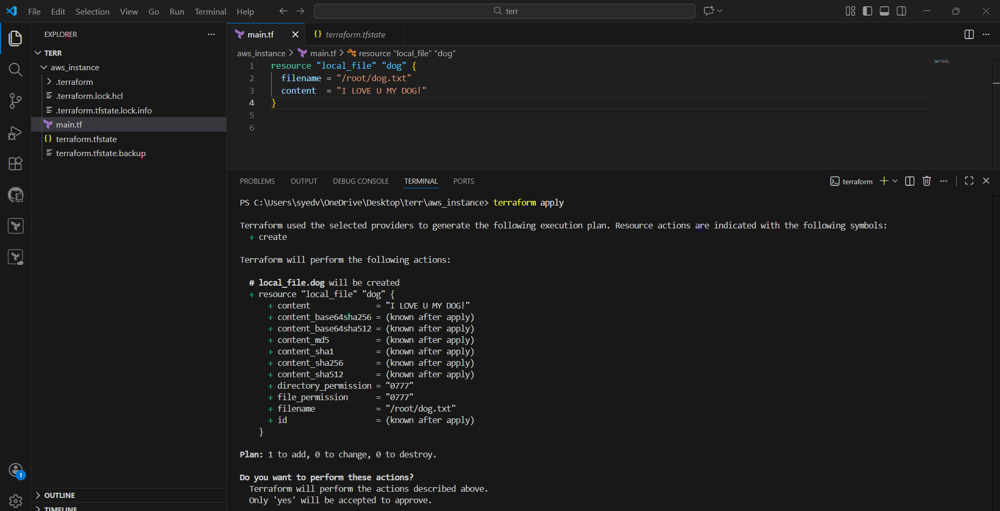 File Edit Selection View Go Run Terminal Help
terr
EXPLORER
TERR
aws_instance
.terraform
.terraform.lock.hcl
.terraform.tfstate.lock.info
main.tf
terraform.tfstate
terraform.tfstate.backup
OUTLINE
TIMELINE
1
main.tf
terraform.tfstate
aws_instance > main.tf > resource "local_file" "dog"
1 resource "local_file" "dog" {
2   filename = "/root/dog.txt"
3   content  = "I LOVE U MY DOG!"
4 }
5
6
PROBLEMS OUTPUT DEBUG CONSOLE TERMINAL PORTS
terraform
PS C:\Users\syedv\OneDrive\Desktop\terr\aws_instance> terraform apply
Terraform used the selected providers to generate the following execution plan. Resource actions are indicated with the following symbols:
  + create
Terraform will perform the following actions:
  # local_file.dog will be created
  + resource "local_file" "dog" {
      + content              = "I LOVE U MY DOG!"
      + content_base64sha256 = (known after apply)
      + content_base64sha512 = (known after apply)
      + content_md5          = (known after apply)
      + content_sha1         = (known after apply)
      + content_sha256       = (known after apply)
      + content_sha512       = (known after apply)
      + directory_permission = "0777"
      + file_permission      = "0777"
      + filename             = "/root/dog.txt"
      + id                   = (known after apply)
    }
Plan: 1 to add, 0 to change, 0 to destroy.
Do you want to perform these actions?
  Terraform will perform the actions described above.
  Only 'yes' will be accepted to approve.